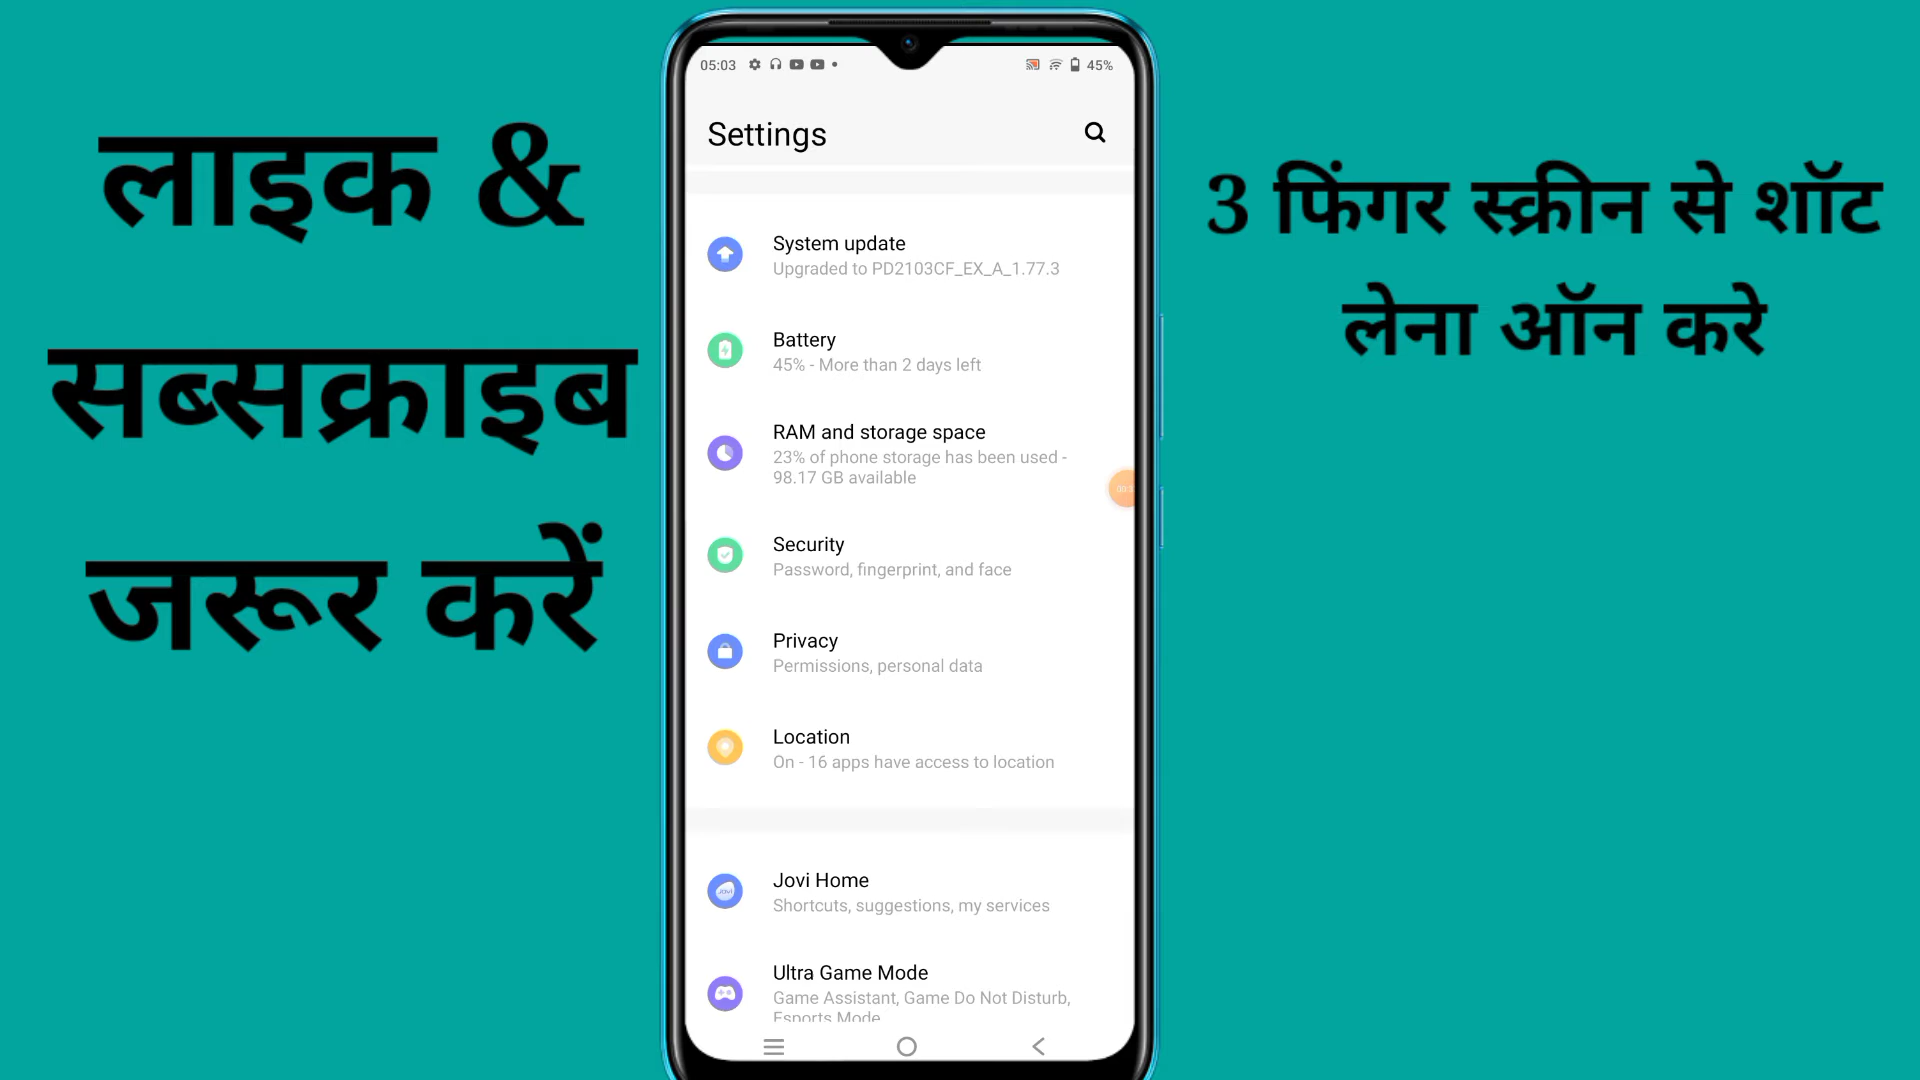 लाइक &
सब्सक्राइब
जरूर करें
05:03
45%
Settings
System update
Upgraded to PD2103CF_EX_A_1.77.3
Battery
45% - More than 2 days left
RAM and storage space
23% of phone storage has been used -
98.17 GB available
Security
Password, fingerprint, and face
Privacy
Permissions, personal data
Location
On - 16 apps have access to location
Jovi Home
Shortcuts, suggestions, my services
Ultra Game Mode
Game Assistant, Game Do Not Disturb,
Esports Mode
3 फिंगर स्क्रीन से शॉट
लेना ऑन करे